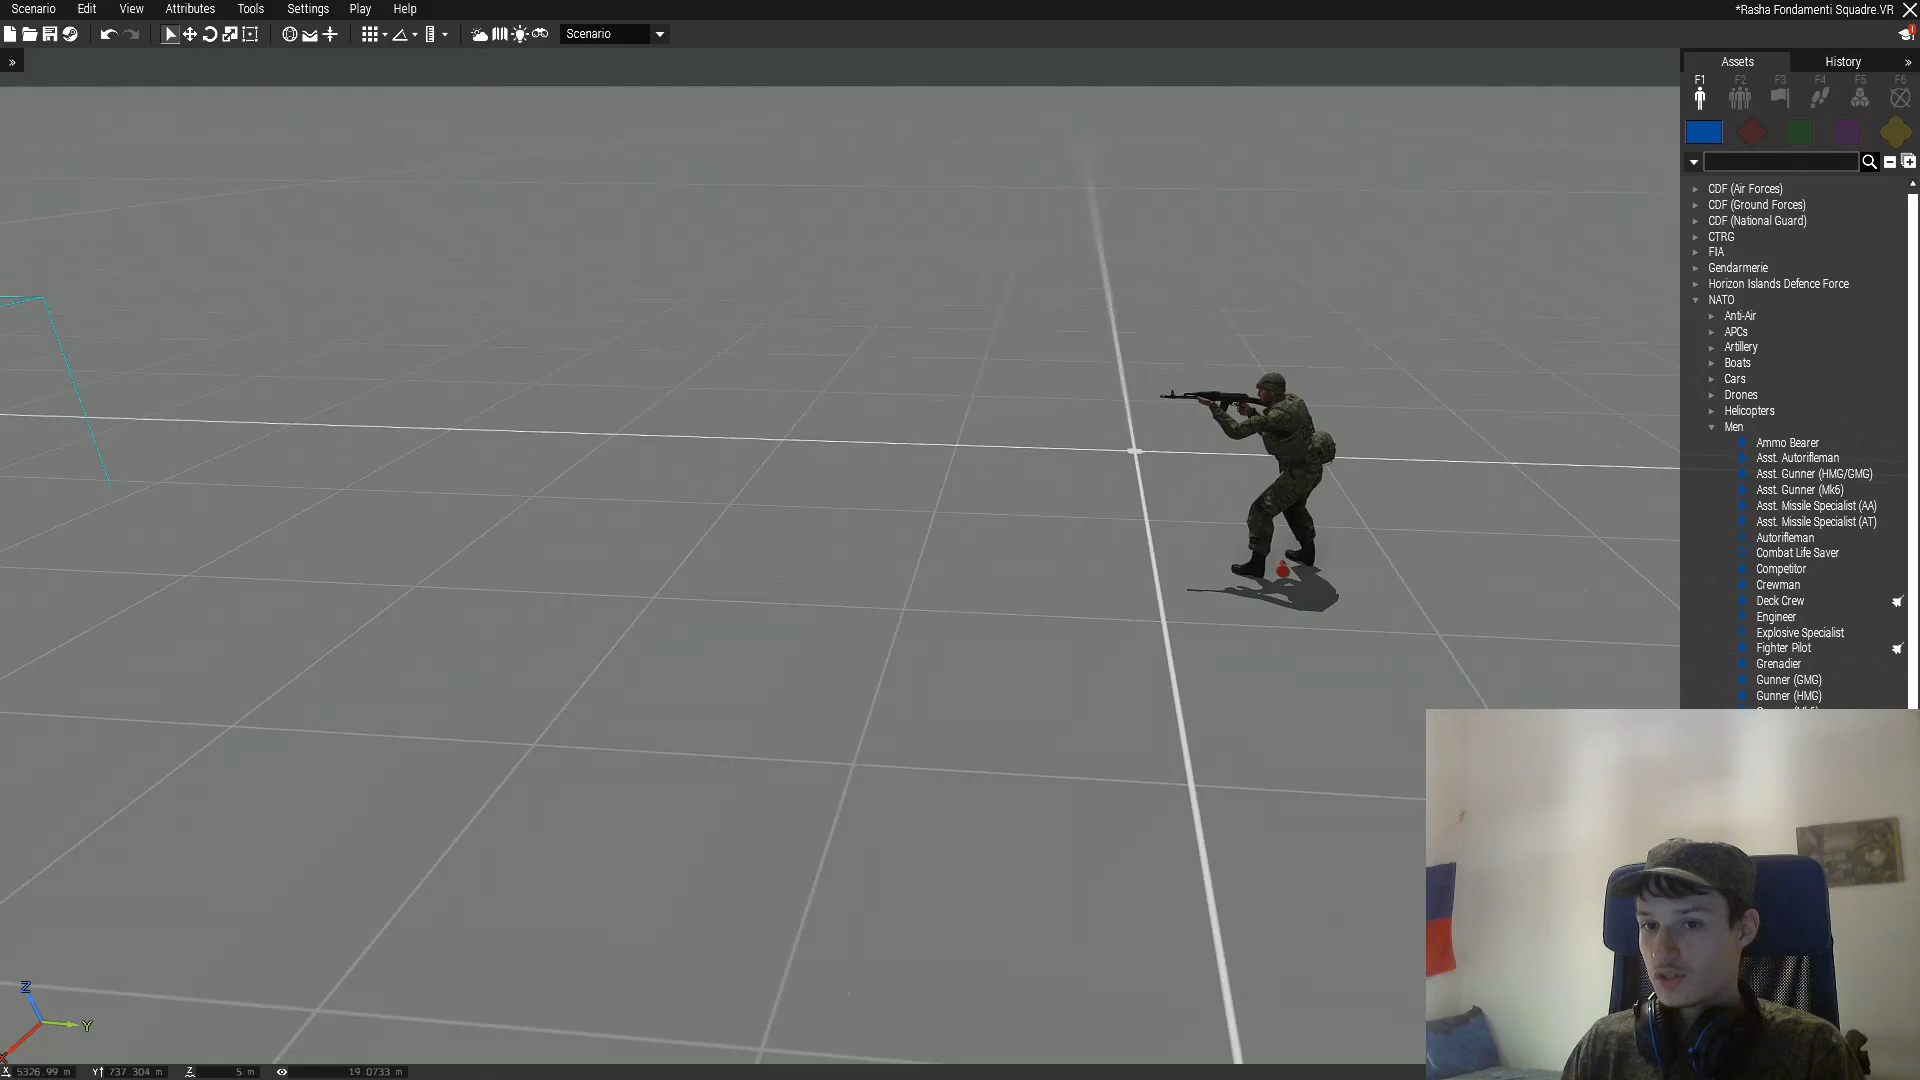 Scenario Edit View Attributes Tools Settings Play Help *Rasha Fondamenti Squadre.VR
Scenario
»
Assets History »
F1 F2 F3 F4 F5 F6
CDF (Air Forces)
CDF (Ground Forces)
CDF (National Guard)
CTRG
FIA
Gendarmerie
Horizon Islands Defence Force
NATO
Anti-Air
APCs
Artillery
Boats
Cars
Drones
Helicopters
Men
Ammo Bearer
Asst. Autorifleman
Asst. Gunner (HMG/GMG)
Asst. Gunner (Mk6)
Asst. Missile Specialist (AA)
Asst. Missile Specialist (AT)
Autorifleman
Combat Life Saver
Competitor
Crewman
Deck Crew
Engineer
Explosive Specialist
Fighter Pilot
Grenadier
Gunner (GMG)
Gunner (HMG)
Z
Y
X
X 5326.99 m Y 737.304 m Z 5 m 19.0733 m